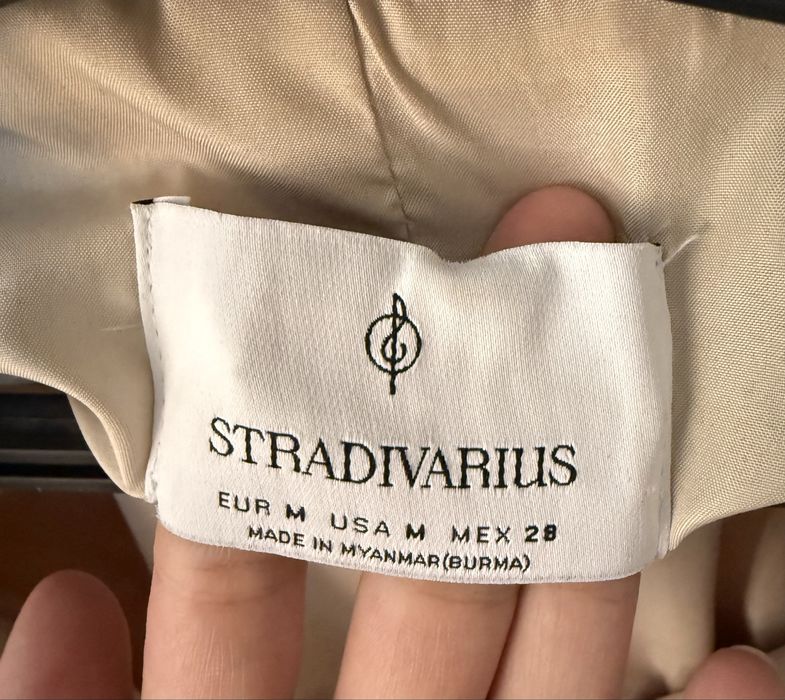 STRADIVARIUS
EUR M USA M MEX 28
MADE IN MYANMAR(BURMA)